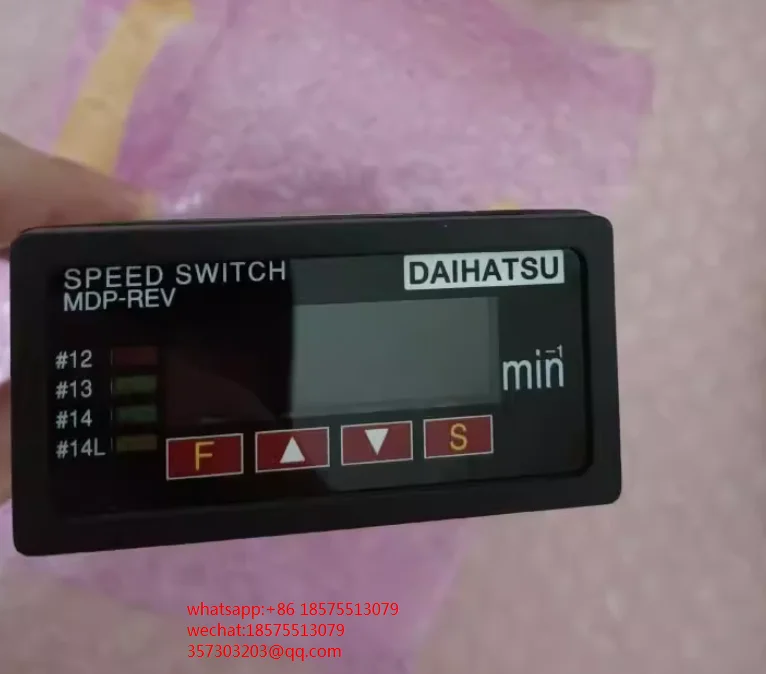 SPEED SWITCH DAIHATSU
MDP-REV
#12
#13
#14
#14L
min⁻¹
F ▲ ▼ S
whatsapp:+86 18575513079
wechat:18575513079
357303203@qq.com